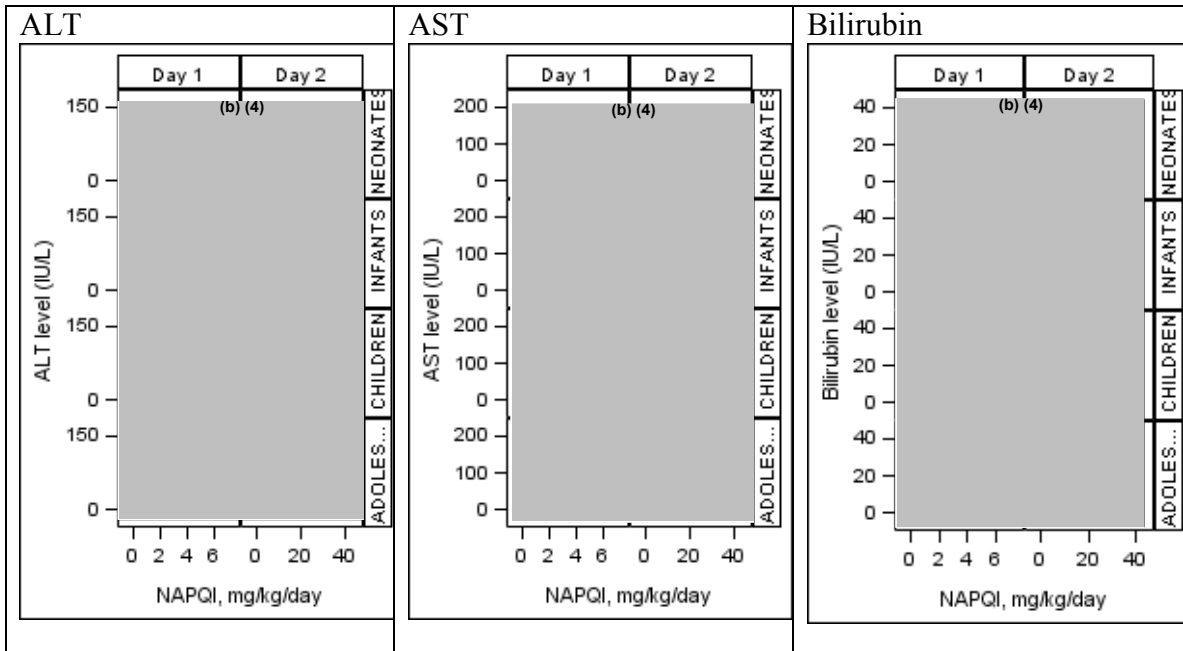 ALT
Day 1 Day 2
(b) (4)
ALT level (IU/L)
150
0
150
0
150
0
150
0
NEONATES
INFANTS
CHILDREN
ADOLES...
0 2 4 6 0 20 40
NAPQI, mg/kg/day
AST
Day 1 Day 2
(b) (4)
AST level (IU/L)
200
100
0
200
100
0
200
100
0
200
100
0
NEONATES
INFANTS
CHILDREN
ADOLES...
0 2 4 6 0 20 40
NAPQI, mg/kg/day
Bilirubin
Day 1 Day 2
(b) (4)
Bilirubin level (IU/L)
40
20
0
40
20
0
40
20
0
40
20
0
NEONATES
INFANTS
CHILDREN
ADOLES...
0 2 4 6 0 20 40
NAPQI, mg/kg/day